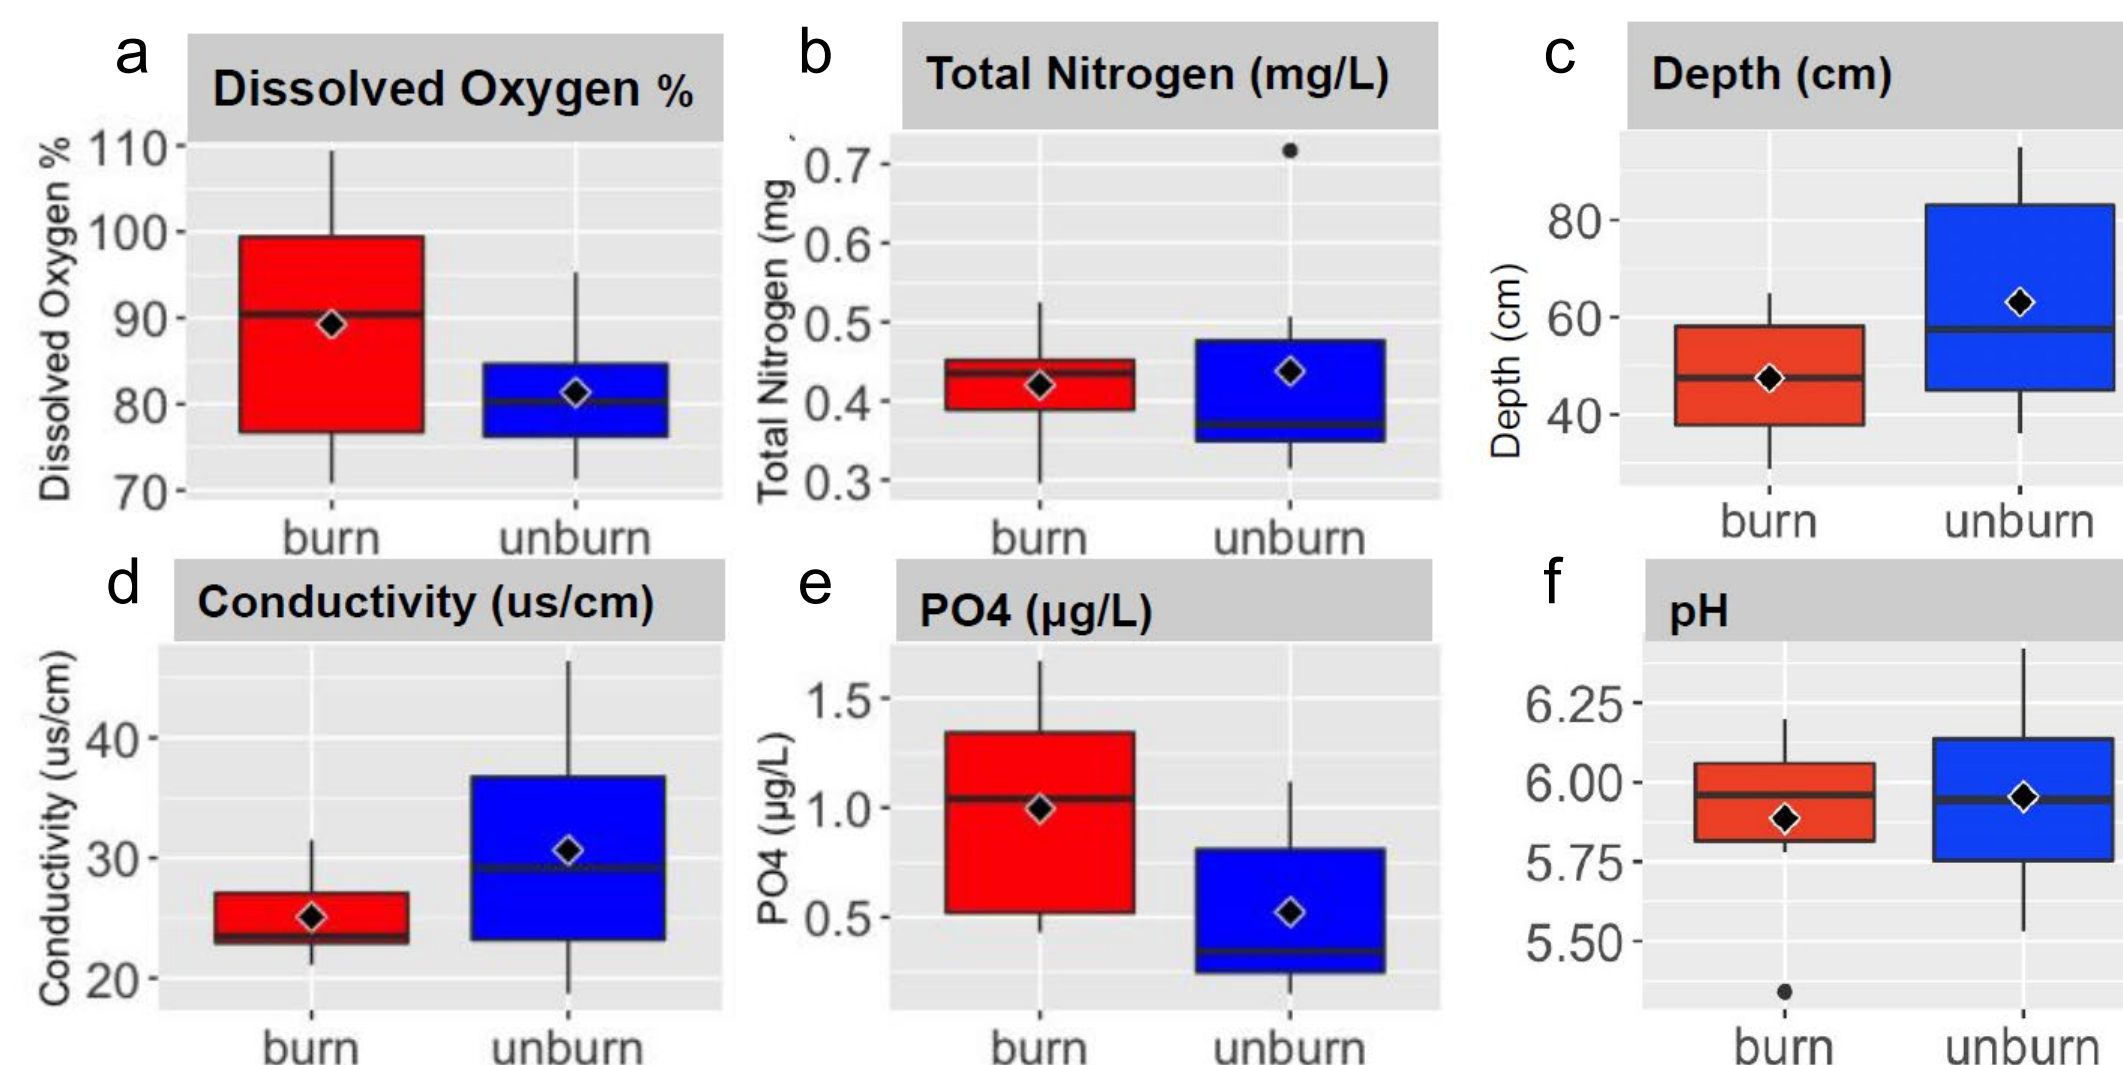 a
Dissolved Oxygen %
Dissolved Oxygen %
110
100
90
80
70
burn unburn
b
Total Nitrogen (mg/L)
Total Nitrogen (mg
0.7
0.6
0.5
0.4
0.3
burn unburn
c
Depth (cm)
Depth (cm)
80
60
40
burn unburn
d
Conductivity (us/cm)
Conductivity (us/cm)
40
30
20
burn unburn
e
PO4 (µg/L)
PO4 (µg/L)
1.5
1.0
0.5
burn unburn
f
pH
6.25
6.00
5.75
5.50
burn unburn